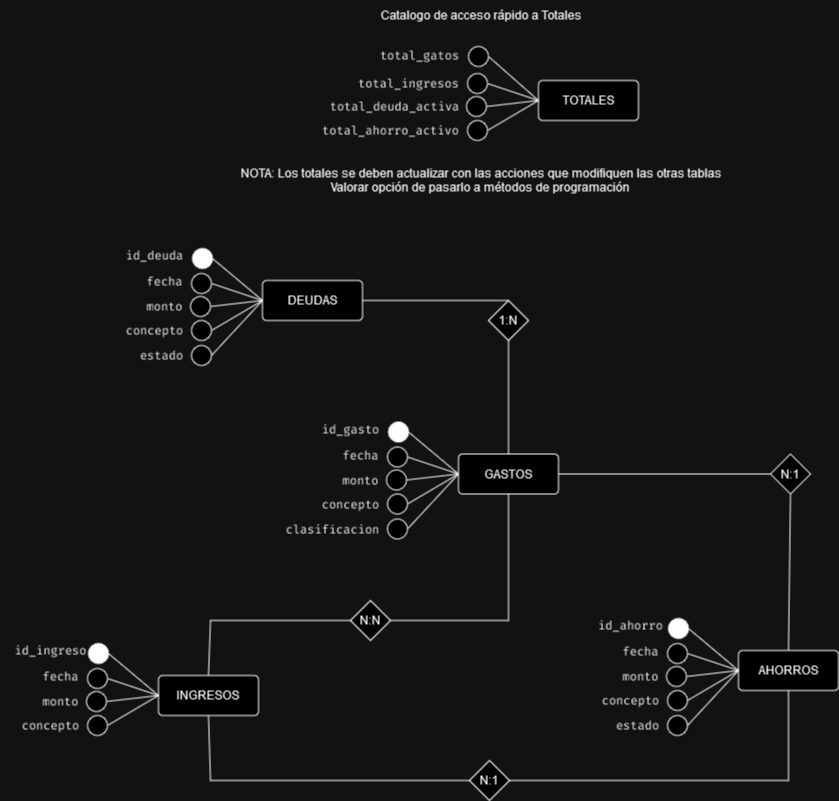 Catalogo de acceso rápido a Totales
total_gatos
total_ingresos
total_deuda_activa
total_ahorro_activo
TOTALES
NOTA: Los totales se deben actualizar con las acciones que modifiquen las otras tablas
Valorar opción de pasarlo a métodos de programación
id_deuda
fecha
monto
concepto
estado
DEUDAS
1:N
id_gasto
fecha
monto
concepto
clasificacion
GASTOS
N:1
N:N
id_ingreso
fecha
monto
concepto
INGRESOS
id_ahorro
fecha
monto
concepto
estado
AHORROS
N:1